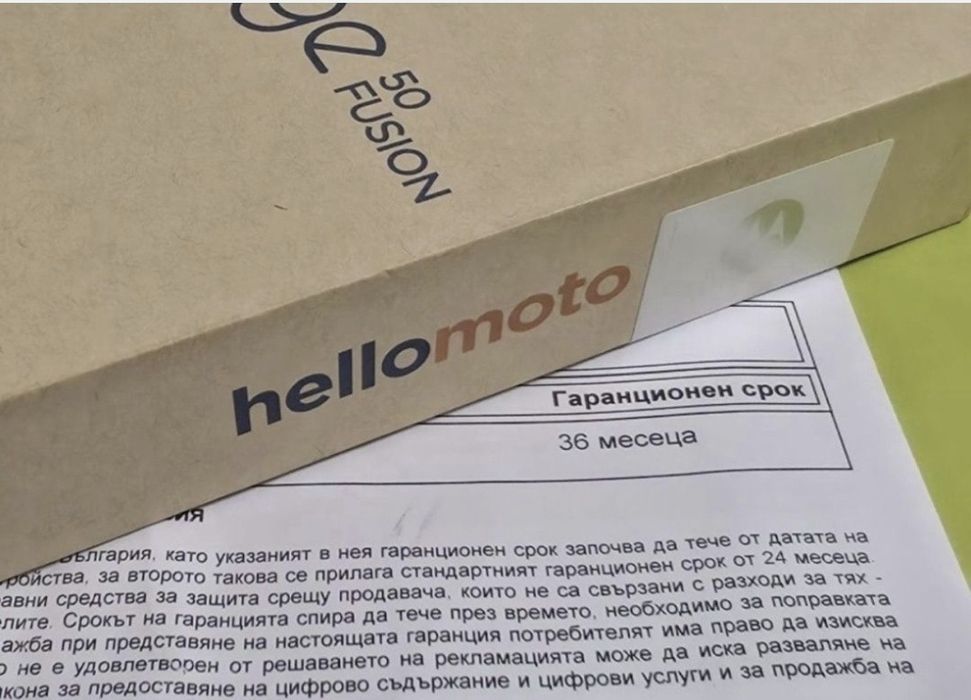 50
FUSION
hellomoto
Гаранционен срок
36 месеца
България, като указаният в нея гаранционен срок започва да тече от датата на
за второто такова се прилага стандартният гаранционен срок от 24 месеца.
средства за защита срещу продавача, които не са свързани с разходи за тях -
Срокът на гаранцията спира да тече през времето, необходимо за поправката
при представяне на настоящата гаранция потребителят има право да изисква
не е удовлетворен от решаването на рекламацията може да иска разваляне на
закона за предоставяне на цифрово съдържание и цифрови услуги и за продажба на